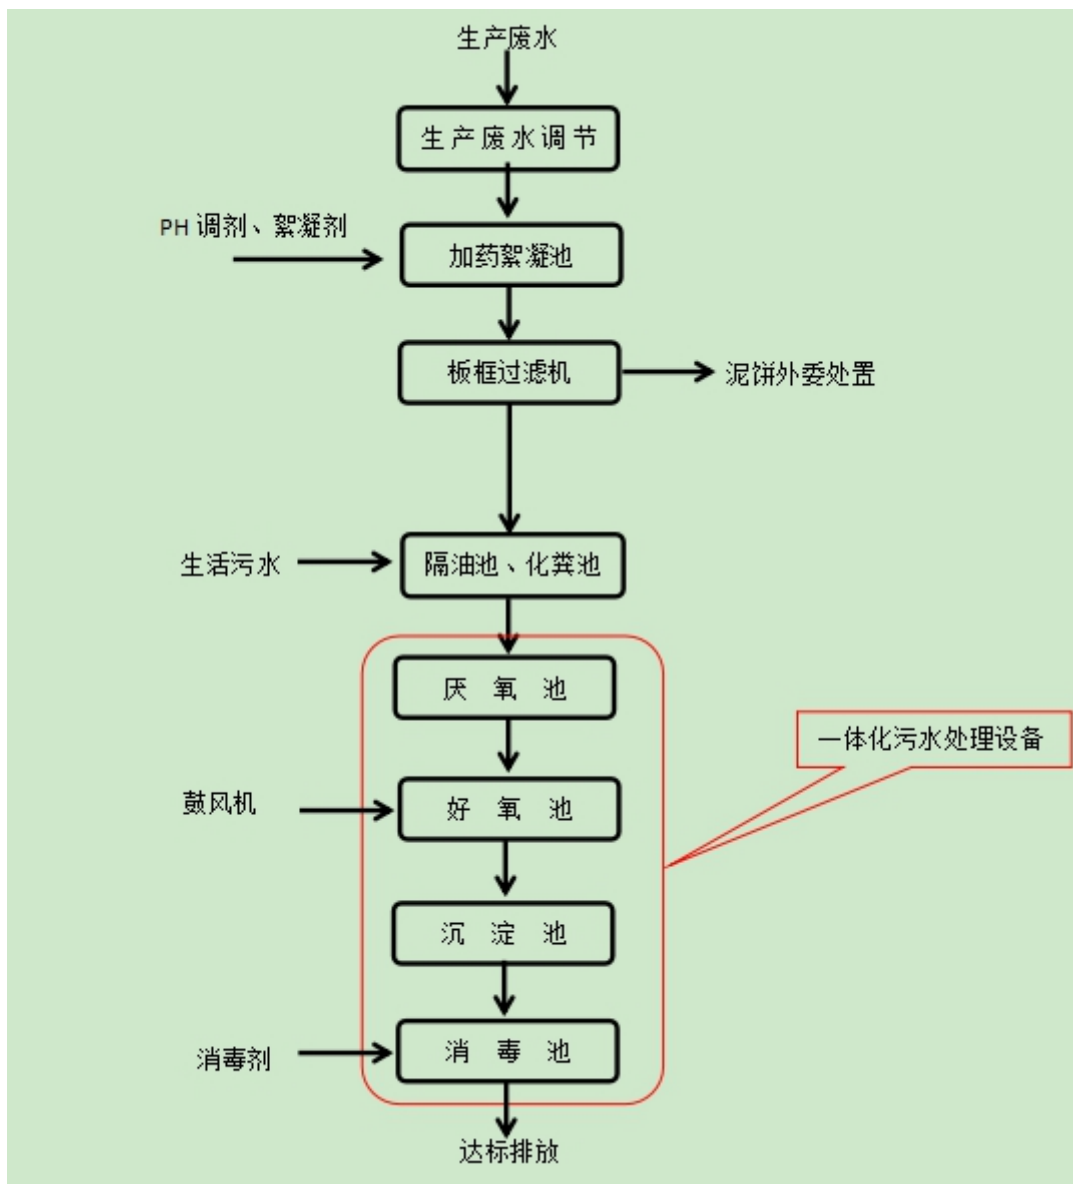 生产废水
生产废水调节
PH 调剂、絮凝剂
加药絮凝池
板框过滤机
泥饼外委处置
生活污水
隔油池、化粪池
厌 氧 池
一体化污水处理设备
鼓风机
好 氧 池
沉 淀 池
消毒剂
消 毒 池
达标排放